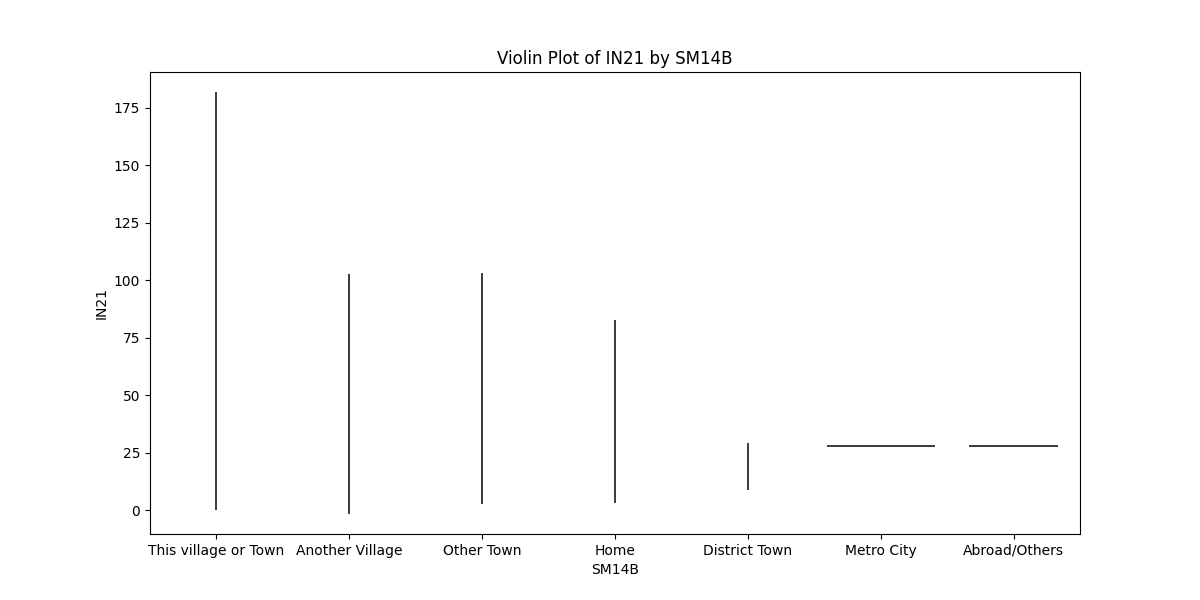 Violin Plot of IN21 by SM14B
IN21
175
150
125
100
75
50
25
0
This village or Town Another Village Other Town Home District Town Metro City Abroad/Others
SM14B